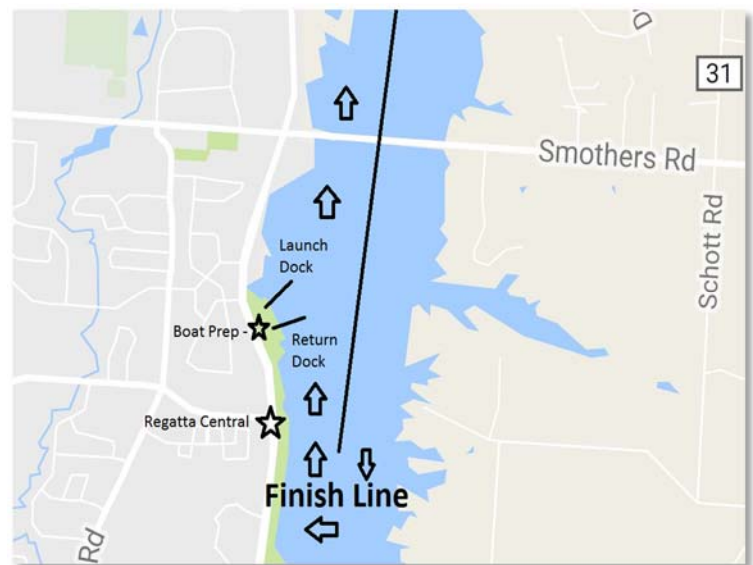 D
31
Smothers Rd
Schott Rd
Launch
Dock
Boat Prep -
Return
Dock
Regatta Central
Finish Line
Rd